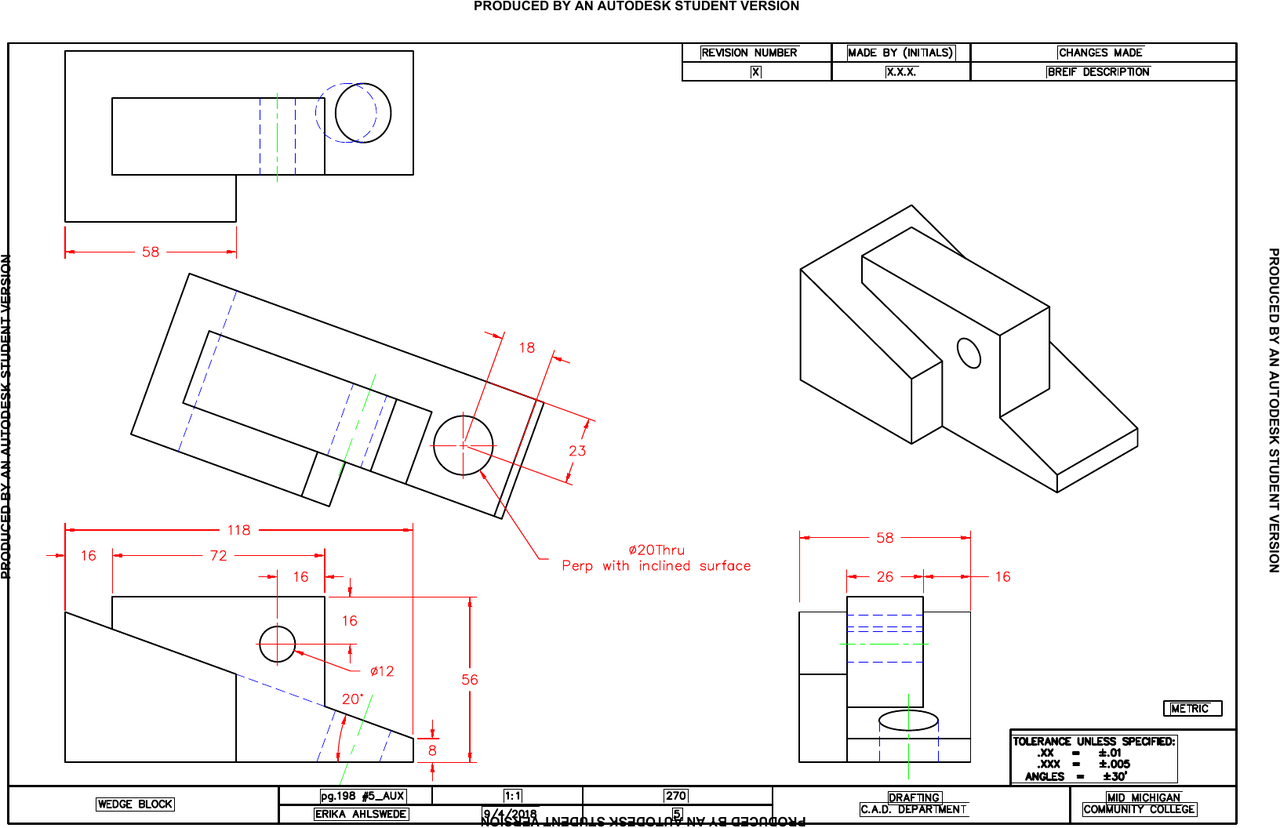 PRODUCED BY AN AUTODESK STUDENT VERSION
REVISION NUMBER MADE BY (INITIALS) CHANGES MADE
X X.X.X. BREIF DESCRIPTION
58
18
23
PRODUCED BY AN AUTODESK STUDENT VERSION
PRODUCED BY AN AUTODESK STUDENT VERSION
118
16 72
16
16
ø12
20°
56
8
ø20Thru
Perp with inclined surface
58
26 16
METRIC
TOLERANCE UNLESS SPECIFIED:
.XX = ±.01
.XXX = ±.005
ANGLES = ±30'
WEDGE BLOCK
pg.198 #5_AUX 1:1 270
ERIKA AHLSWEDE 9/4/2018 5
DRAFTING
C.A.D. DEPARTMENT
MID MICHIGAN
COMMUNITY COLLEGE
PRODUCED BY AN AUTODESK STUDENT VERSION